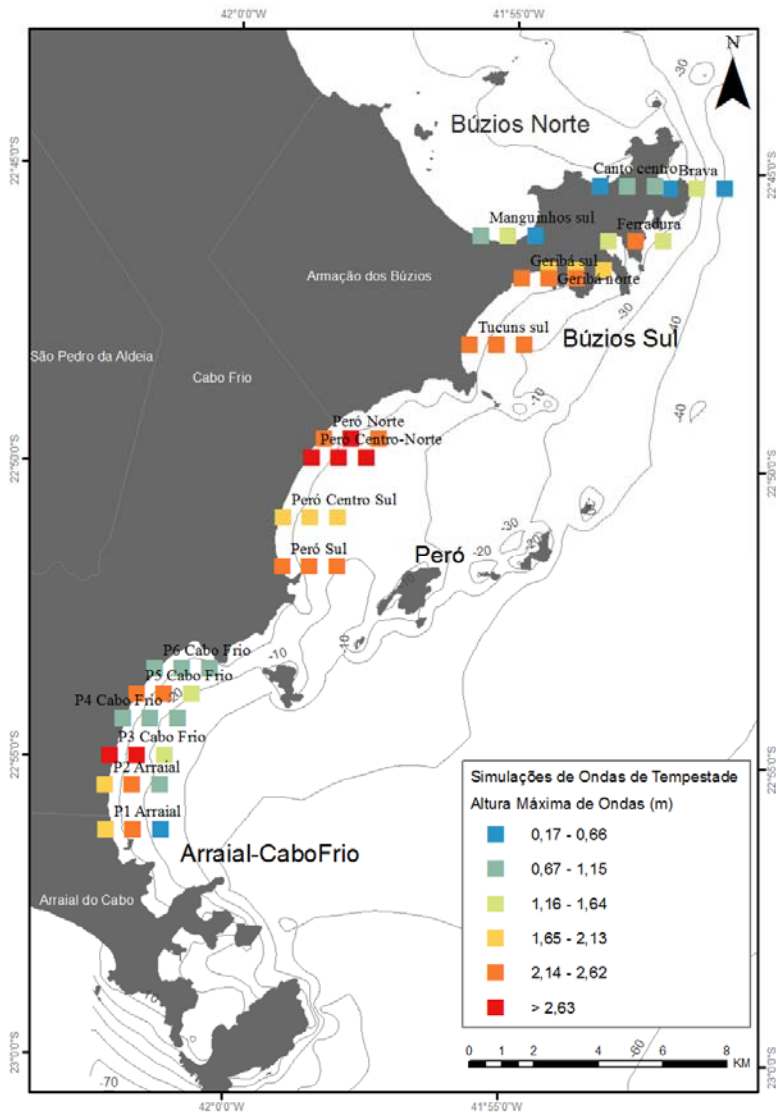 42°0'0"W
41°55'0"W
N
-30
Búzios Norte
22°45'0"S
22°45'0"S
Canto centro
Brava
Manguinhos sul
Ferradura
Geribá sul
Armação dos Búzios
Geribá norte
-30
-40
Tucuns sul
Búzios Sul
São Pedro da Aldeia
Cabo Frio
-10
-40
Peró Norte
Peró Centro-Norte
22°50'0"S
22°50'0"S
Peró Centro Sul
-30
-20
Peró Sul
Peró
-20
-10
-10
P6 Cabo Frio
-10
P5 Cabo Frio
P4 Cabo Frio
-20
P3 Cabo Frio
22°55'0"S
22°55'0"S
P2 Arraial
P1 Arraial
Arraial-CaboFrio
Arraial do Cabo
Simulações de Ondas de Tempestade
Altura Máxima de Ondas (m)
0,17 - 0,66
0,67 - 1,15
1,16 - 1,64
1,65 - 2,13
2,14 - 2,62
> 2,63
-10
-60
0 1 2 4 6 8
KM
23°0'0"S
23°0'0"S
-70
42°0'0"W
41°55'0"W